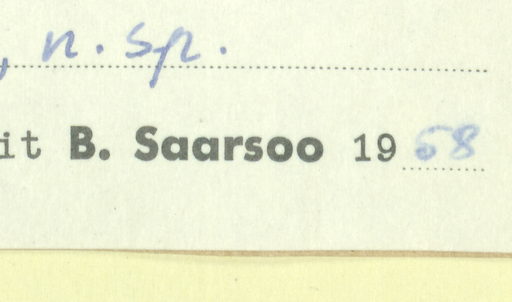 , n. sp.
it B. Saarsoo 1968